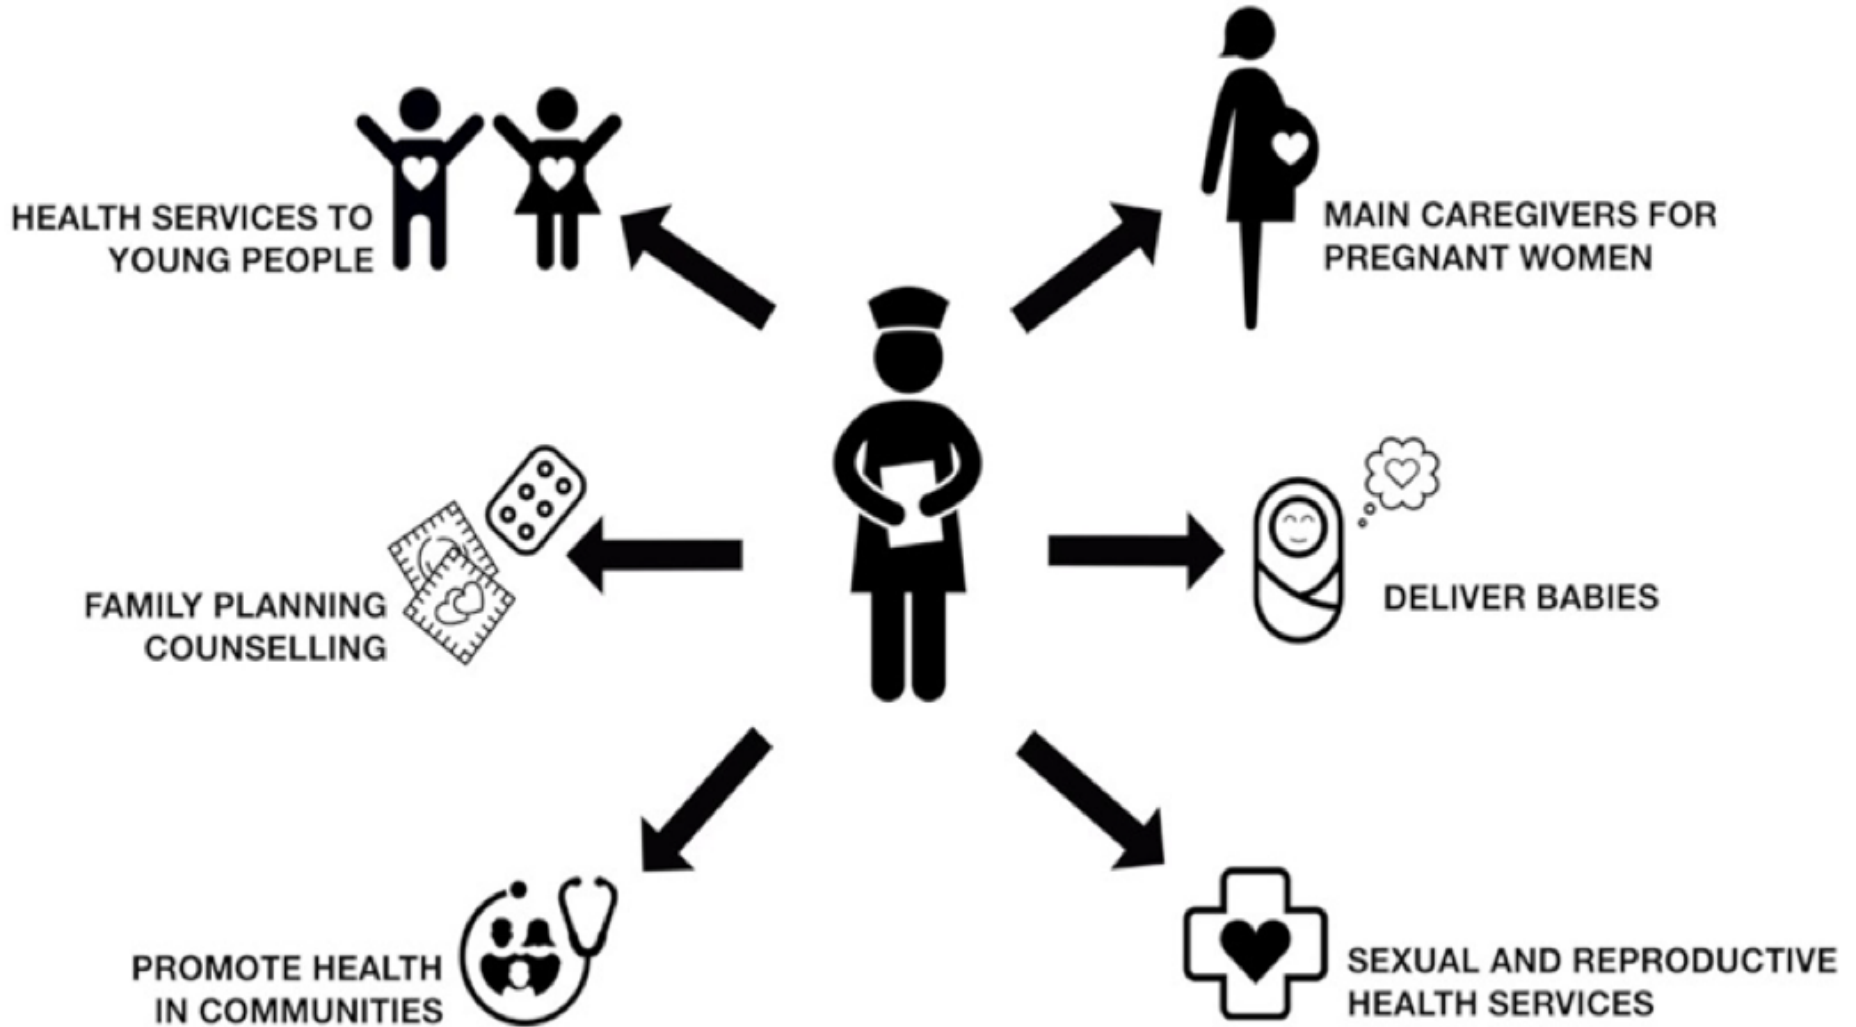 HEALTH SERVICES TO
YOUNG PEOPLE
MAIN CAREGIVERS FOR
PREGNANT WOMEN
FAMILY PLANNING
COUNSELLING
DELIVER BABIES
PROMOTE HEALTH
IN COMMUNITIES
SEXUAL AND REPRODUCTIVE
HEALTH SERVICES